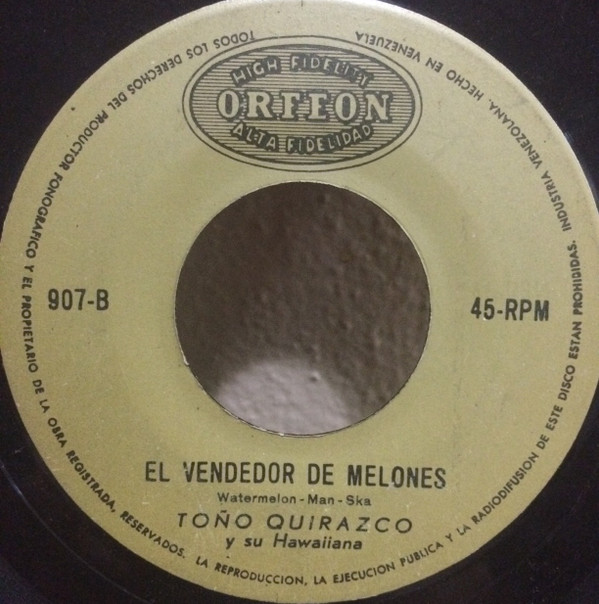 HIGH FIDELITY
ORFEON
ALTA FIDELIDAD
907-B
45-RPM
EL VENDEDOR DE MELONES
Watermelon-Man-Ska
TOÑO QUIRAZCO
y su Hawaiiana
TODOS LOS DERECHOS DEL PRODUCTOR FONOGRAFICO Y EL PROPIETARIO DE LA OBRA REGISTRADA, RESERVADOS. LA REPRODUCCION, LA EJECUCION PUBLICA Y LA RADIODIFUSION DE ESTE DISCO ESTAN PROHIBIDAS. INDUSTRIA VENEZOLANA, HECHO EN VENEZUELA